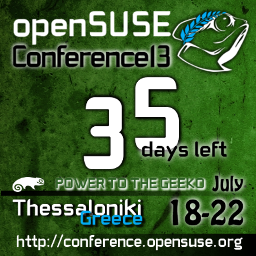 openSUSE
Conference13
35
days left
POWER TO THE GEEKO July
Thessaloniki 18-22
Greece
http://conference.opensuse.org